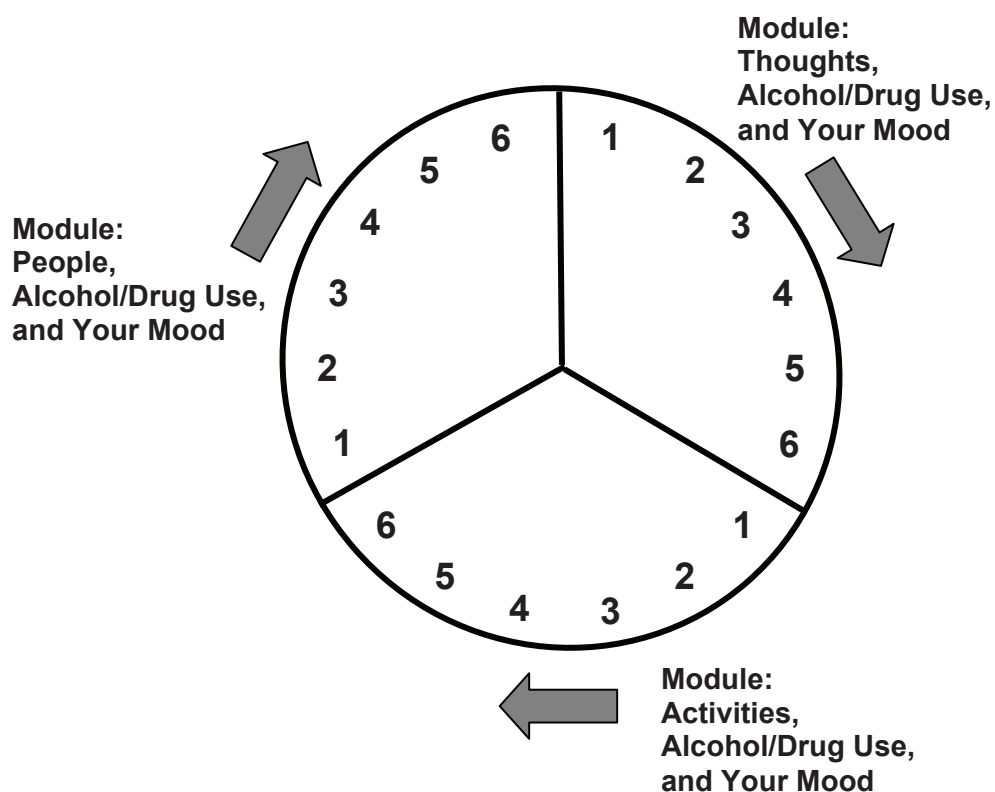 Module:
Thoughts,
Alcohol/Drug Use,
and Your Mood
1
2
3
4
5
6
Module:
Activities,
Alcohol/Drug Use,
and Your Mood
1
2
3
4
5
6
Module:
People,
Alcohol/Drug Use,
and Your Mood
1
2
3
4
5
6